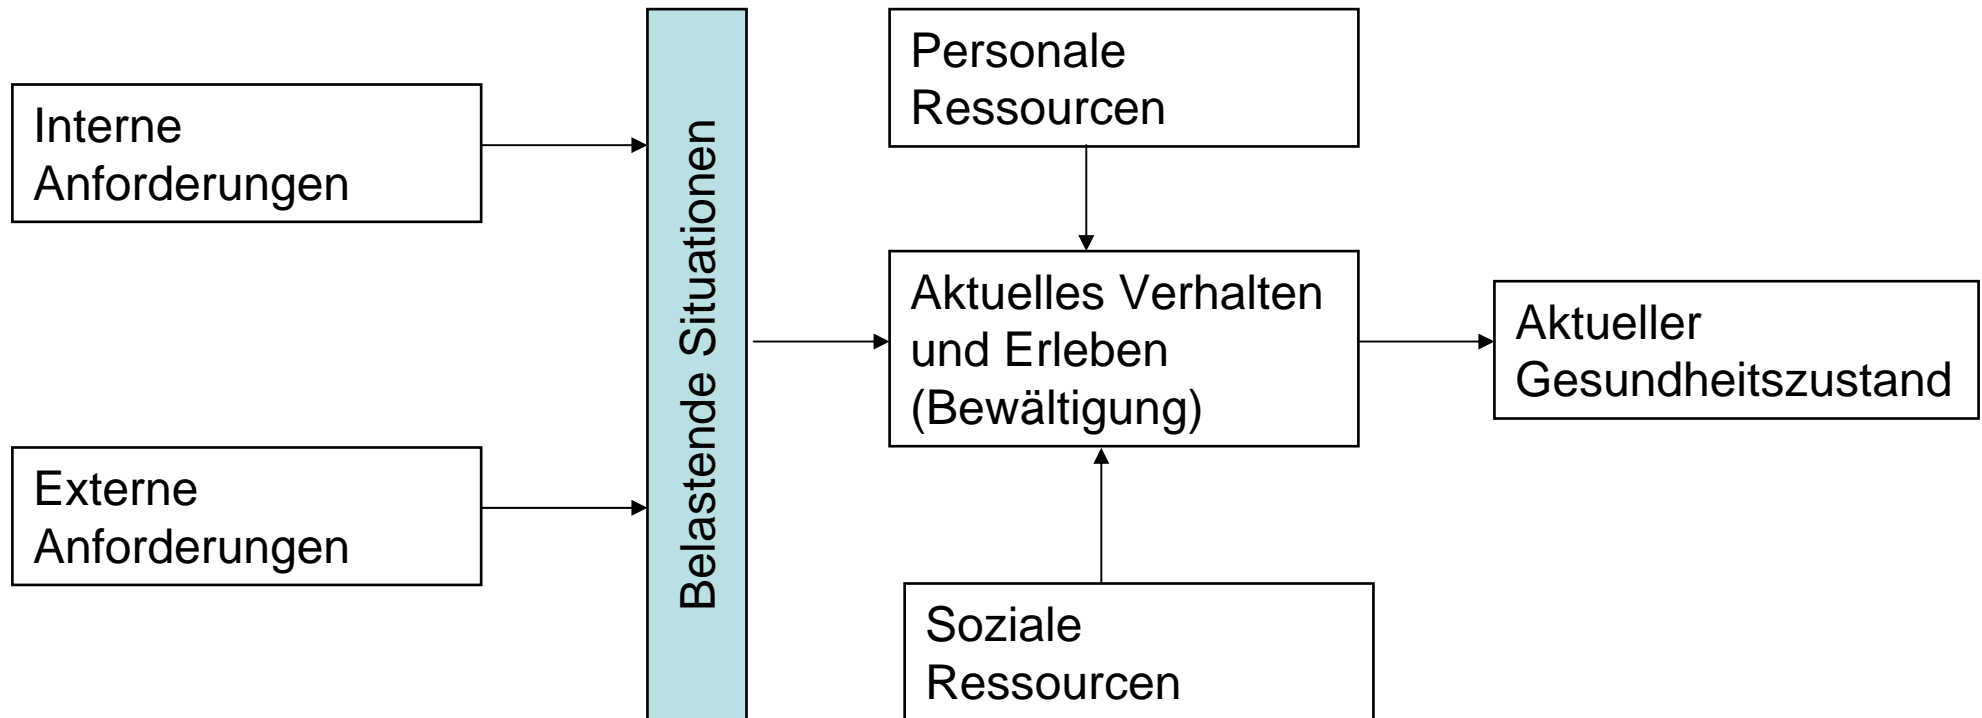 Interne
Anforderungen
Externe
Anforderungen
Belastende Situationen
Personale
Ressourcen
Aktuelles Verhalten
und Erleben
(Bewältigung)
Soziale
Ressourcen
Aktueller
Gesundheitszustand